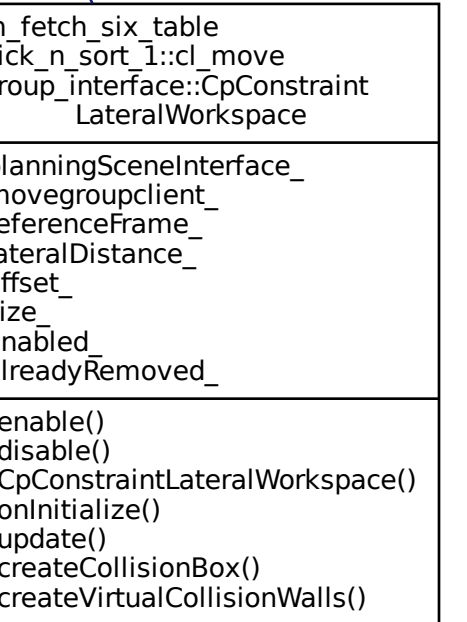 n_fetch_six_table
ick_n_sort_1::cl_move
roup_interface::CpConstraint
LateralWorkspace
lanningSceneInterface_
movegroupclient_
eferenceFrame_
ateralDistance_
ffset_
ize_
nabled_
lreadyRemoved_
enable()
disable()
CpConstraintLateralWorkspace()
onInitialize()
update()
createCollisionBox()
createVirtualCollisionWalls()